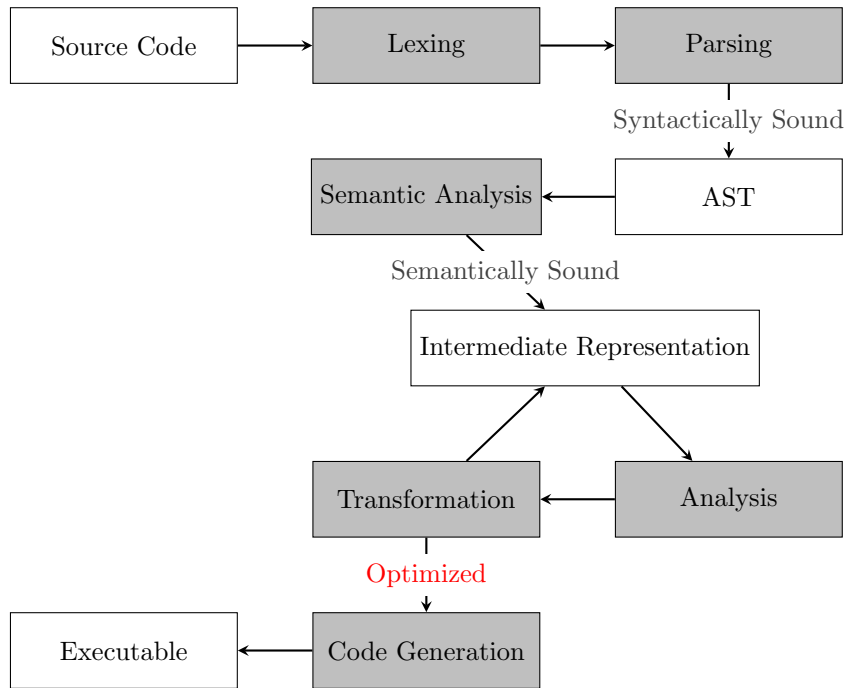 Source Code
Lexing
Parsing
Syntactically Sound
Semantic Analysis
AST
Semantically Sound
Intermediate Representation
Transformation
Analysis
Optimized
Executable
Code Generation